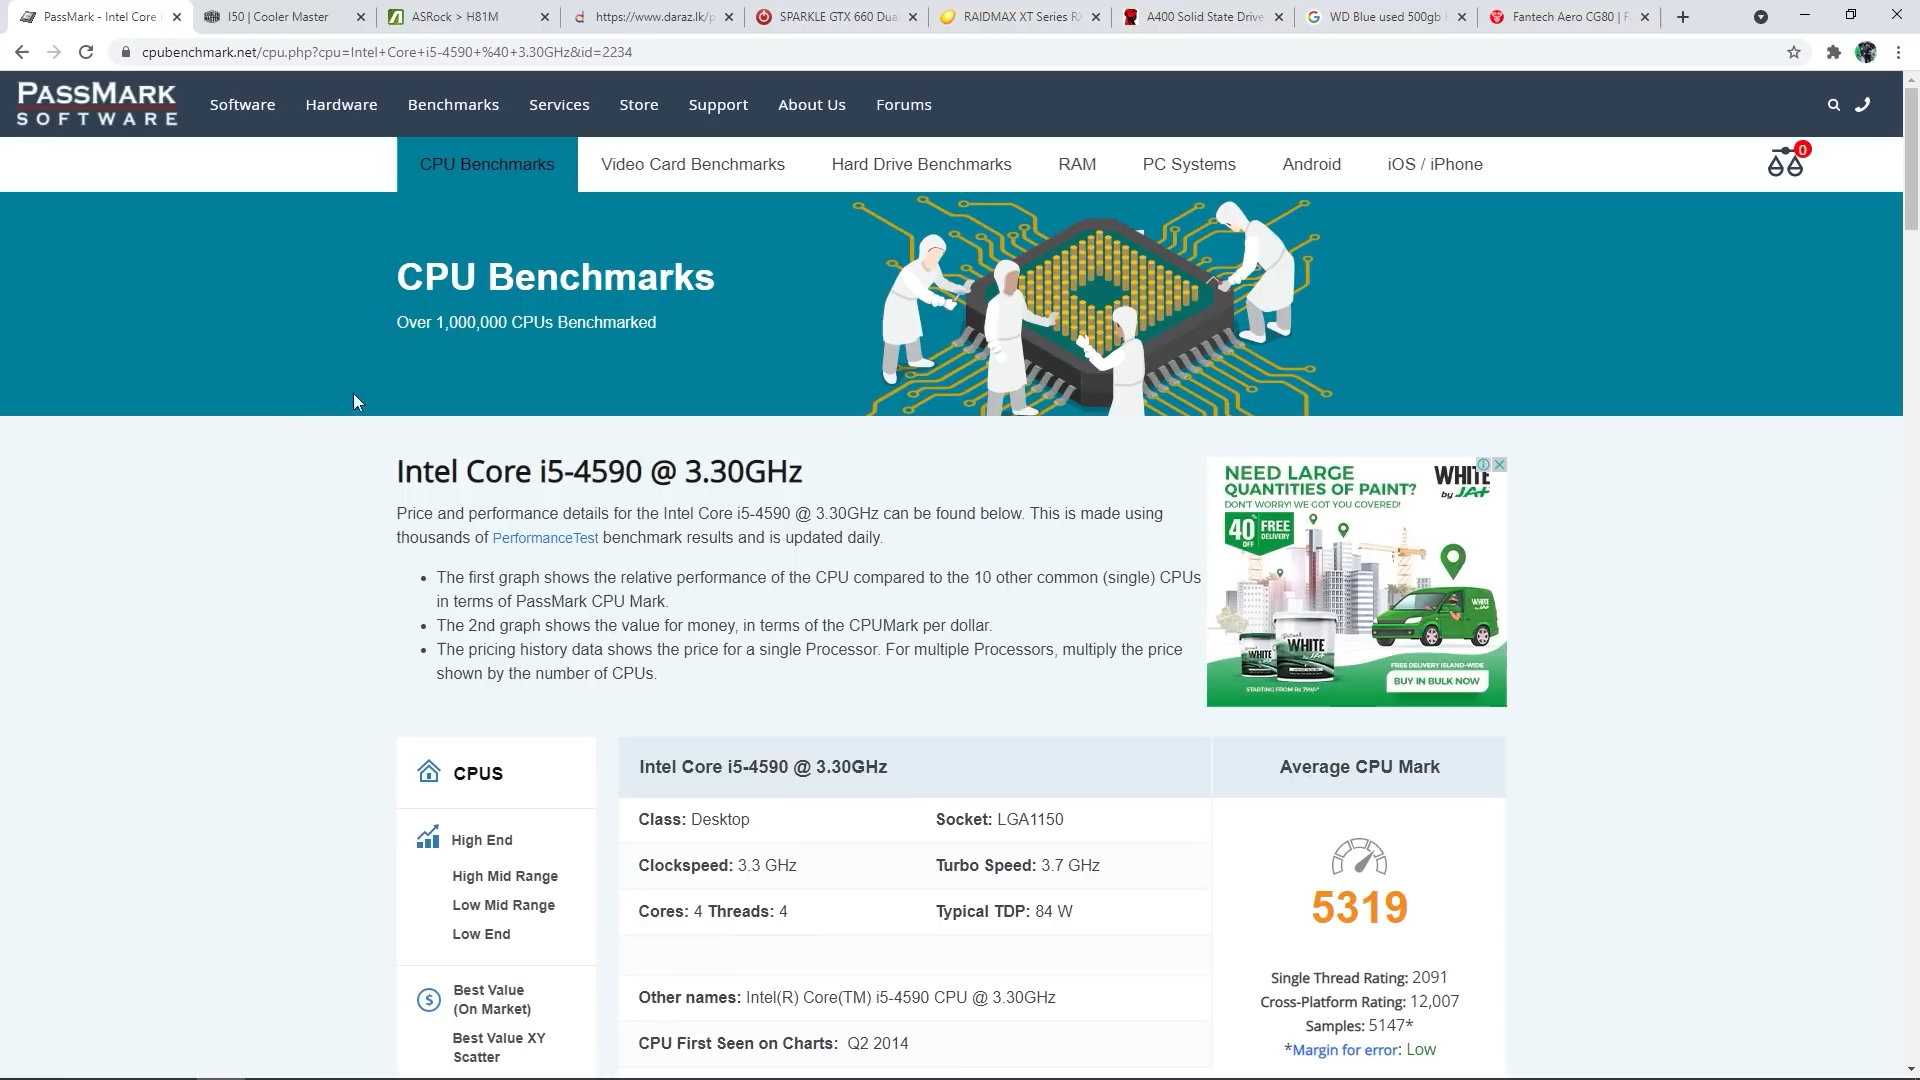 PassMark - Intel Core
I50 | Cooler Master
ASRock > H81M
https://www.daraz.lk/p
SPARKLE GTX 660 Dua
RAIDMAX XT Series RX
A400 Solid State Drive
WD Blue used 500gb
Fantech Aero CG80 | F
cpubenchmark.net/cpu.php?cpu=Intel+Core+i5-4590+%40+3.30GHz&id=2234
PASSMARK
SOFTWARE
Software
Hardware
Benchmarks
Services
Store
Support
About Us
Forums
CPU Benchmarks
Video Card Benchmarks
Hard Drive Benchmarks
RAM
PC Systems
Android
iOS / iPhone
0
CPU Benchmarks
Over 1,000,000 CPUs Benchmarked
Intel Core i5-4590 @ 3.30GHz
Price and performance details for the Intel Core i5-4590 @ 3.30GHz can be found below. This is made using
thousands of PerformanceTest benchmark results and is updated daily.
• The first graph shows the relative performance of the CPU compared to the 10 other common (single) CPUs
in terms of PassMark CPU Mark.
• The 2nd graph shows the value for money, in terms of the CPUMark per dollar.
• The pricing history data shows the price for a single Processor. For multiple Processors, multiply the price
shown by the number of CPUs.
NEED LARGE
QUANTITIES OF PAINT?
DON'T WORRY! WE GOT YOU COVERED!
WHITE
by JAT
40 OFF
FREE DELIVERY
WHITE
WHITE
WHITE
STARTING FROM Rs 799/-*
FREE DELIVERY ISLAND-WIDE
BUY IN BULK NOW
CPUS
High End
High Mid Range
Low Mid Range
Low End
Best Value
(On Market)
Best Value XY
Scatter
Intel Core i5-4590 @ 3.30GHz
Average CPU Mark
Class: Desktop
Socket: LGA1150
Clockspeed: 3.3 GHz
Turbo Speed: 3.7 GHz
Cores: 4 Threads: 4
Typical TDP: 84 W
Other names: Intel(R) Core(TM) i5-4590 CPU @ 3.30GHz
CPU First Seen on Charts: Q2 2014
5319
Single Thread Rating: 2091
Cross-Platform Rating: 12,007
Samples: 5147*
*Margin for error: Low